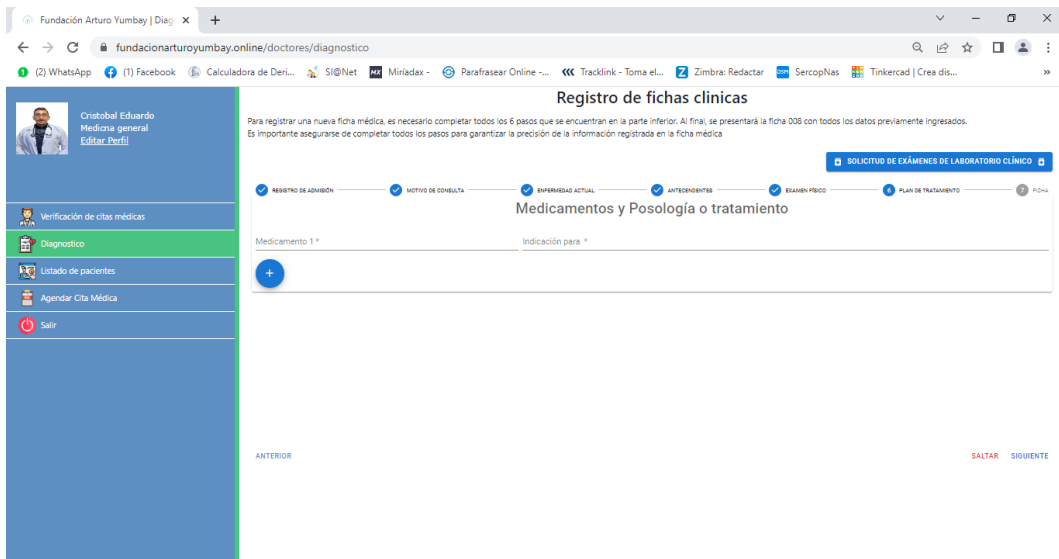 Fundación Arturo Yumbay | Diag
fundacionarturoyumbay.online/doctores/diagnostico
(2) WhatsApp (1) Facebook Calculadora de Deri... SI@Net MX Miríadax - Parafrasear Online -... Tracklink - Toma el... Z Zimbra: Redactar SercopNas Tinkercad | Crea dis... »
Cristobal Eduardo
Medicina general
Editar Perfil
Verificación de citas médicas
Diagnostico
Listado de pacientes
Agendar Cita Médica
Salir
Registro de fichas clinicas
Para registrar una nueva ficha médica, es necesario completar todos los 6 pasos que se encuentran en la parte inferior. Al final, se presentará la ficha 008 con todos los datos previamente ingresados.
Es importante asegurarse de completar todos los pasos para garantizar la precisión de la información registrada en la ficha médica
SOLICITUD DE EXÁMENES DE LABORATORIO CLÍNICO
REGISTRO DE ADMISIÓN MOTIVO DE CONSULTA ENFERMEDAD ACTUAL ANTECENDENTES EXAMEN FÍSICO 6 PLAN DE TRATAMIENTO 7 FICHA
Medicamentos y Posología o tratamiento
Medicamento 1 * Indicación para *
+
ANTERIOR SALTAR SIGUIENTE